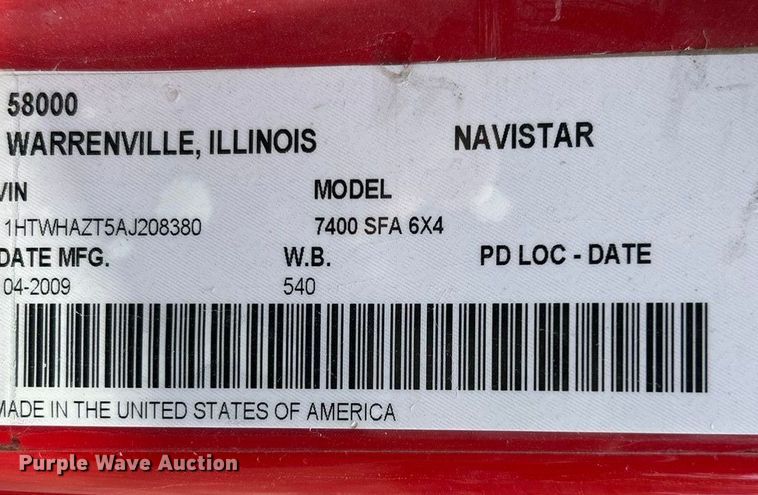 58000
WARRENVILLE, ILLINOIS NAVISTAR
VIN MODEL
1HTWHAZT5AJ208380 7400 SFA 6X4
DATE MFG. W.B. PD LOC - DATE
04-2009 540
MADE IN THE UNITED STATES OF AMERICA
Purple Wave Auction